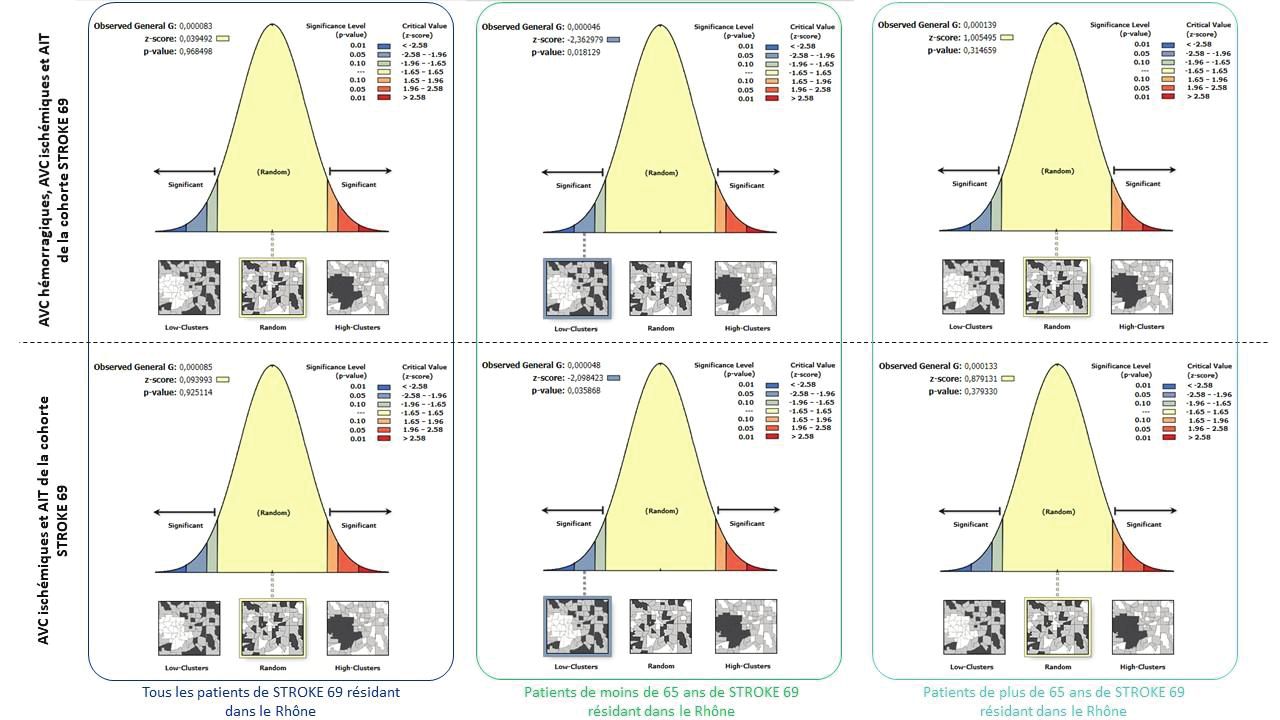 AVC hémorragiques, AVC ischémiques et AIT
de la cohorte STROKE 69
Observed General G: 0,000083
z-score: 0,039492
p-value: 0,968498
Significance Level
(p-value)
Critical Value
(z-score)
0.01 < -2.58
0.05 -2.58 – -1.96
0.10 -1.96 – -1.65
--- -1.65 – 1.65
0.10 1.65 – 1.96
0.05 1.96 – 2.58
0.01 > 2.58
Significant
(Random)
Significant
Low-Clusters
Random
High-Clusters
Observed General G: 0,000046
z-score: -2,362979
p-value: 0,018129
Significance Level
(p-value)
Critical Value
(z-score)
0.01 < -2.58
0.05 -2.58 – -1.96
0.10 -1.96 – -1.65
--- -1.65 – 1.65
0.10 1.65 – 1.96
0.05 1.96 – 2.58
0.01 > 2.58
Significant
(Random)
Significant
Low-Clusters
Random
High-Clusters
Observed General G: 0,000139
z-score: 1,005495
p-value: 0,314659
Significance Level
(p-value)
Critical Value
(z-score)
0.01 < -2.58
0.05 -2.58 – -1.96
0.10 -1.96 – -1.65
--- -1.65 – 1.65
0.10 1.65 – 1.96
0.05 1.96 – 2.58
0.01 > 2.58
Significant
(Random)
Significant
Low-Clusters
Random
High-Clusters
AVC ischémiques et AIT de la cohorte
STROKE 69
Observed General G: 0,000085
z-score: 0,093993
p-value: 0,925114
Significance Level
(p-value)
Critical Value
(z-score)
0.01 < -2.58
0.05 -2.58 – -1.96
0.10 -1.96 – -1.65
--- -1.65 – 1.65
0.10 1.65 – 1.96
0.05 1.96 – 2.58
0.01 > 2.58
Significant
(Random)
Significant
Low-Clusters
Random
High-Clusters
Observed General G: 0,000048
z-score: -2,098423
p-value: 0,035868
Significance Level
(p-value)
Critical Value
(z-score)
0.01 < -2.58
0.05 -2.58 – -1.96
0.10 -1.96 – -1.65
--- -1.65 – 1.65
0.10 1.65 – 1.96
0.05 1.96 – 2.58
0.01 > 2.58
Significant
(Random)
Significant
Low-Clusters
Random
High-Clusters
Observed General G: 0,000133
z-score: 0,879131
p-value: 0,379330
Significance Level
(p-value)
Critical Value
(z-score)
0.01 < -2.58
0.05 -2.58 – -1.96
0.10 -1.96 – -1.65
--- -1.65 – 1.65
0.10 1.65 – 1.96
0.05 1.96 – 2.58
0.01 > 2.58
Significant
(Random)
Significant
Low-Clusters
Random
High-Clusters
Tous les patients de STROKE 69 résidant
dans le Rhône
Patients de moins de 65 ans de STROKE 69
résidant dans le Rhône
Patients de plus de 65 ans de STROKE 69
résidant dans le Rhône